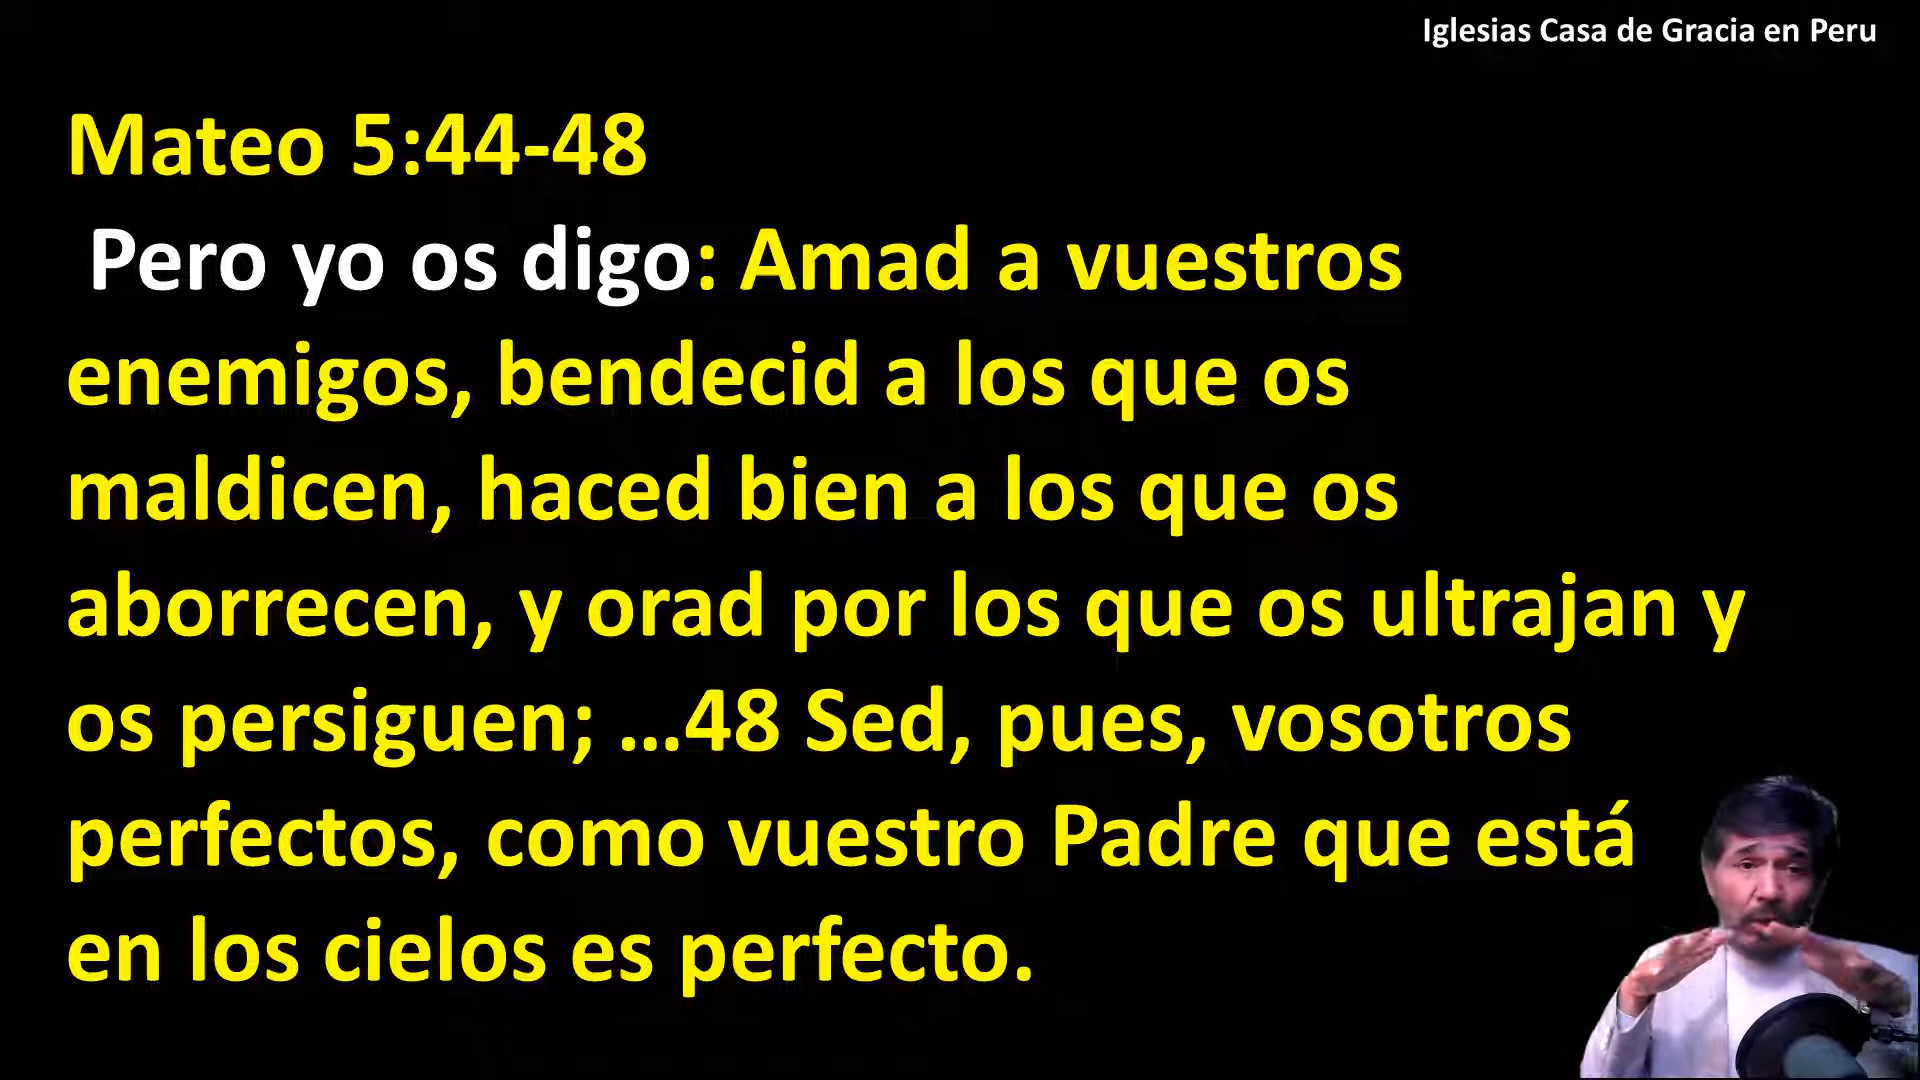 Iglesias Casa de Gracia en Peru
Mateo 5:44-48
Pero yo os digo: Amad a vuestros
enemigos, bendecid a los que os
maldicen, haced bien a los que os
aborrecen, y orad por los que os ultrajan y
os persiguen; ...48 Sed, pues, vosotros
perfectos, como vuestro Padre que está
en los cielos es perfecto.